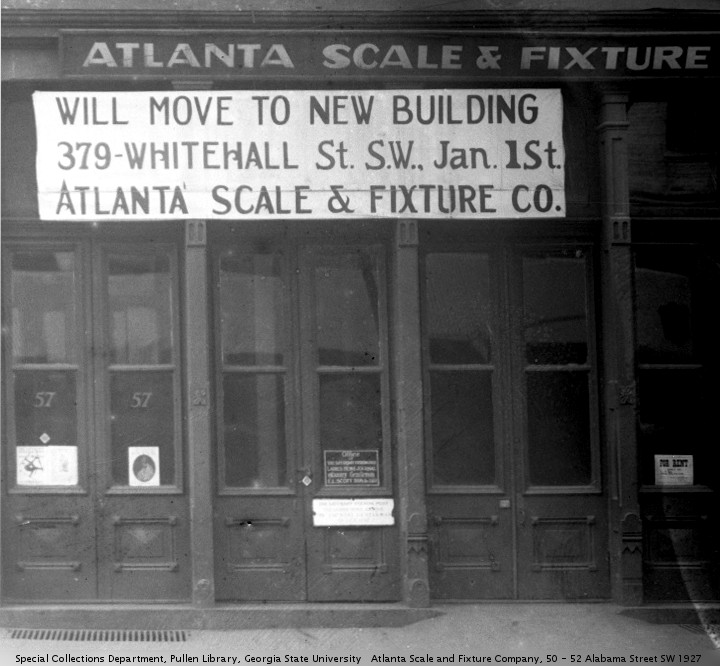 ATLANTA SCALE & FIXTURE
WILL MOVE TO NEW BUILDING
379-WHITEHALL St. S.W., Jan. 1St.
ATLANTA SCALE & FIXTURE CO.
57
57
Office
FOR RENT
Special Collections Department, Pullen Library, Georgia State University Atlanta Scale and Fixture Company, 50 - 52 Alabama Street SW 1927